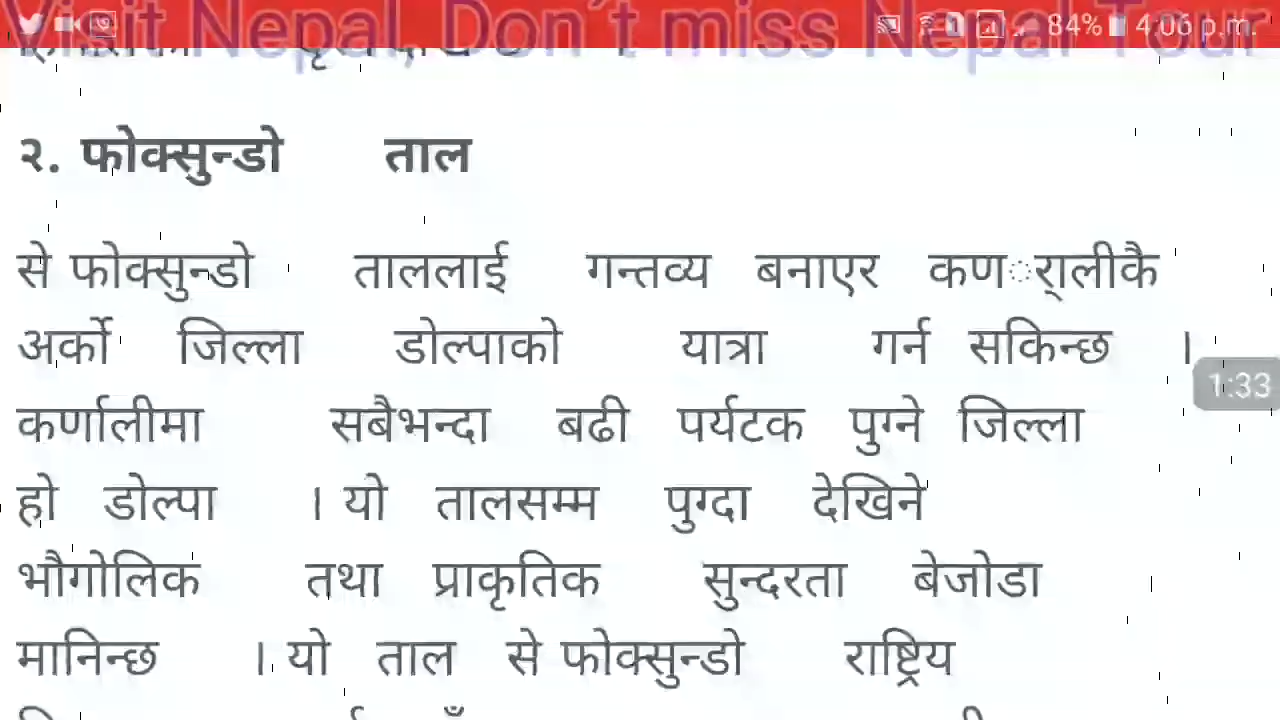 Visit Nepal, Don´t miss Nepal Tour
84% 4:06 p.m.
२. फोक्सुन्डो ताल
से फोक्सुन्डो ताललाई गन्तव्य बनाएर कणर्ालीकै
अर्को जिल्ला डोल्पाको यात्रा गर्न सकिन्छ ।
1:33
कर्णालीमा सबैभन्दा बढी पर्यटक पुग्ने जिल्ला
हो डोल्पा । यो तालसम्म पुग्दा देखिने
भौगोलिक तथा प्राकृतिक सुन्दरता बेजोडा
मानिन्छ । यो ताल से फोक्सुन्डो राष्ट्रिय